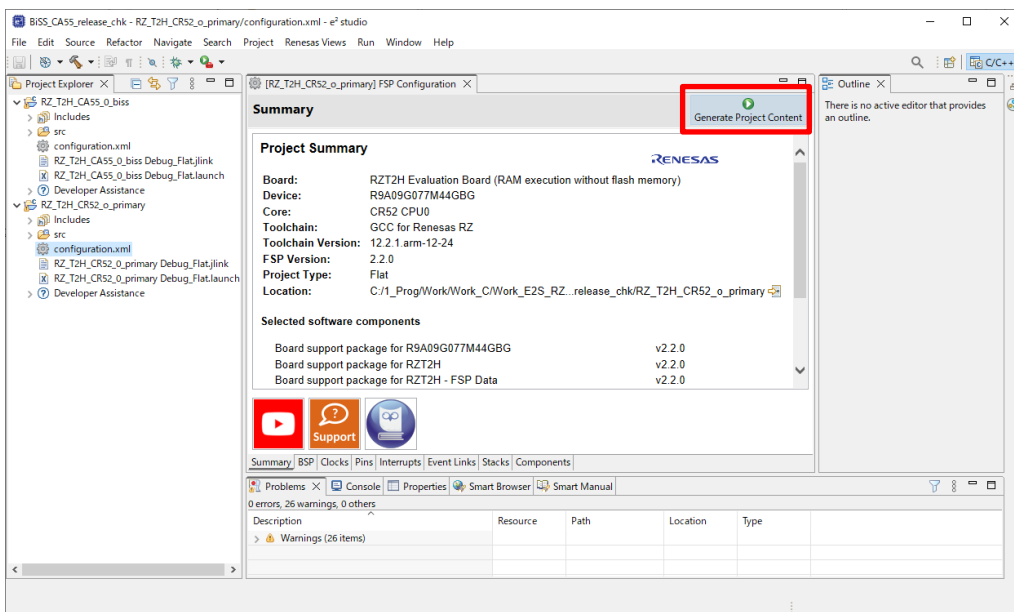 BiSS_CA55_release_chk - RZ_T2H_CR52_o_primary/configuration.xml - e² studio
File Edit Source Refactor Navigate Search Project Renesas Views Run Window Help
C/C++
Project Explorer
RZ_T2H_CA55_0_biss
Includes
src
configuration.xml
RZ_T2H_CA55_0_biss Debug_Flat.jlink
RZ_T2H_CA55_0_biss Debug_Flat.launch
Developer Assistance
RZ_T2H_CR52_o_primary
Includes
src
configuration.xml
RZ_T2H_CR52_0_primary Debug_Flat.jlink
RZ_T2H_CR52_0_primary Debug_Flat.launch
Developer Assistance
[RZ_T2H_CR52_o_primary] FSP Configuration
Summary
Generate Project Content
Project Summary
RENESAS
Board: RZT2H Evaluation Board (RAM execution without flash memory)
Device: R9A09G077M44GBG
Core: CR52 CPU0
Toolchain: GCC for Renesas RZ
Toolchain Version: 12.2.1.arm-12-24
FSP Version: 2.2.0
Project Type: Flat
Location: C:/1_Prog/Work/Work_C/Work_E2S_RZ...release_chk/RZ_T2H_CR52_o_primary
Selected software components
Board support package for R9A09G077M44GBG v2.2.0
Board support package for RZT2H v2.2.0
Board support package for RZT2H - FSP Data v2.2.0
Support
Summary BSP Clocks Pins Interrupts Event Links Stacks Components
Outline
There is no active editor that provides
an outline.
Problems Console Properties Smart Browser Smart Manual
0 errors, 26 warnings, 0 others
Description Resource Path Location Type
Warnings (26 items)